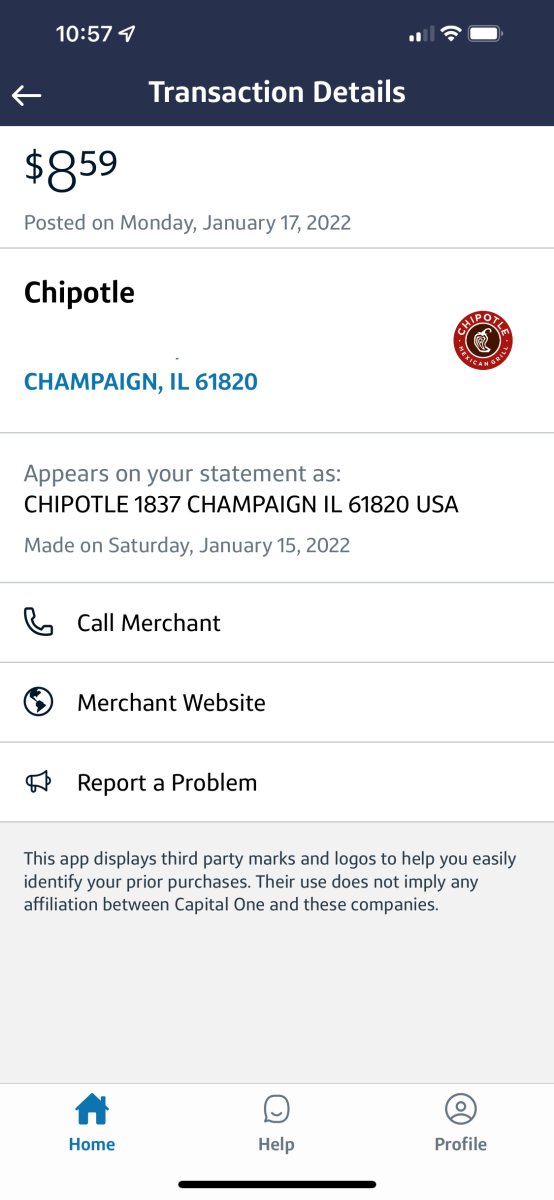 10:57
Transaction Details
$859
Posted on Monday, January 17, 2022
Chipotle
CHIPOTLE
MEXICAN GRILL
CHAMPAIGN, IL 61820
Appears on your statement as:
CHIPOTLE 1837 CHAMPAIGN IL 61820 USA
Made on Saturday, January 15, 2022
Call Merchant
Merchant Website
Report a Problem
This app displays third party marks and logos to help you easily
identify your prior purchases. Their use does not imply any
affiliation between Capital One and these companies.
Home
Help
Profile